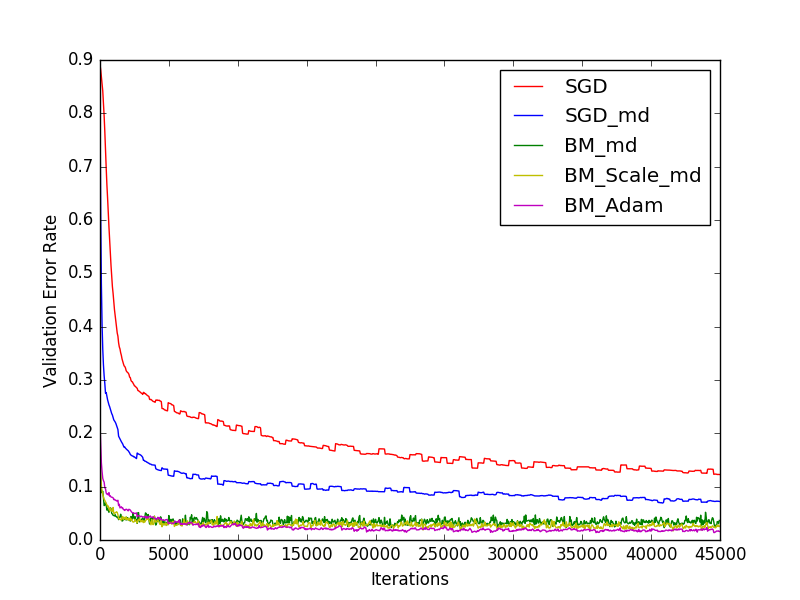 0.9
0.8
0.7
0.6
0.5
0.4
0.3
0.2
0.1
0.0
Validation Error Rate
SGD
SGD_md
BM_md
BM_Scale_md
BM_Adam
0 5000 10000 15000 20000 25000 30000 35000 40000 45000
Iterations